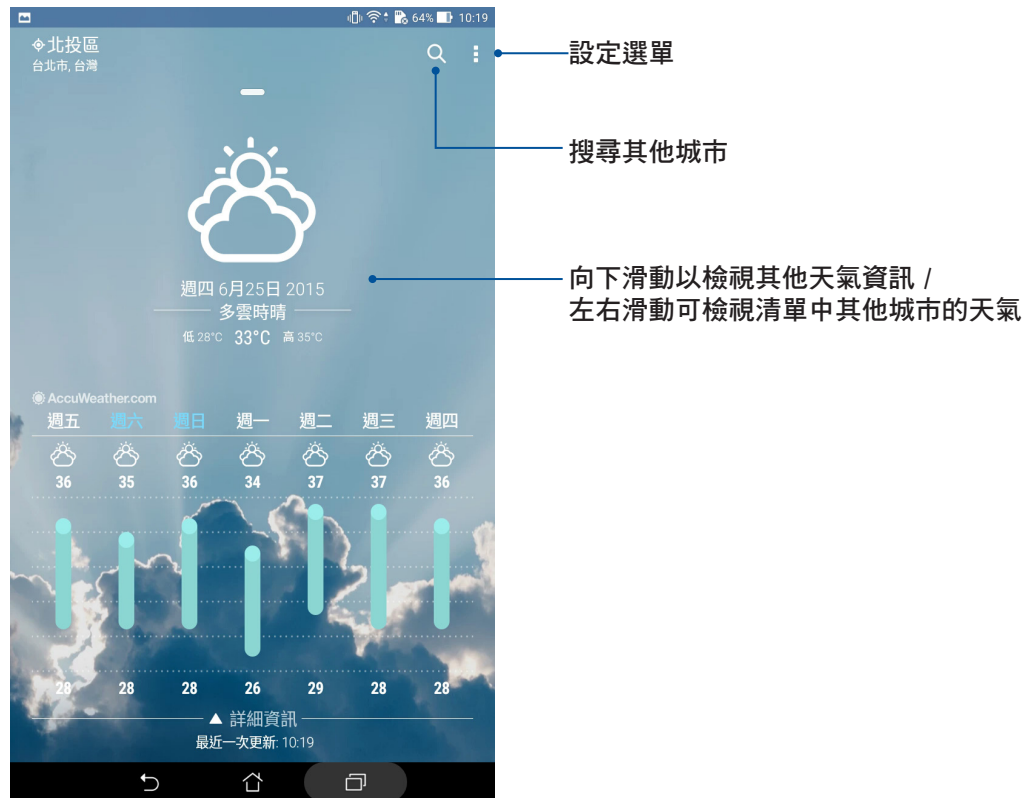 64% 10:19
北投區
台北市, 台灣
設定選單
搜尋其他城市
向下滑動以檢視其他天氣資訊 /
左右滑動可檢視清單中其他城市的天氣
週四 6月25日 2015
多雲時晴
低 28°C 33°C 高 35°C
AccuWeather.com
週五 週六 週日 週一 週二 週三 週四
36 35 36 34 37 37 36
28 28 28 26 29 28 28
詳細資訊
最近一次更新: 10:19